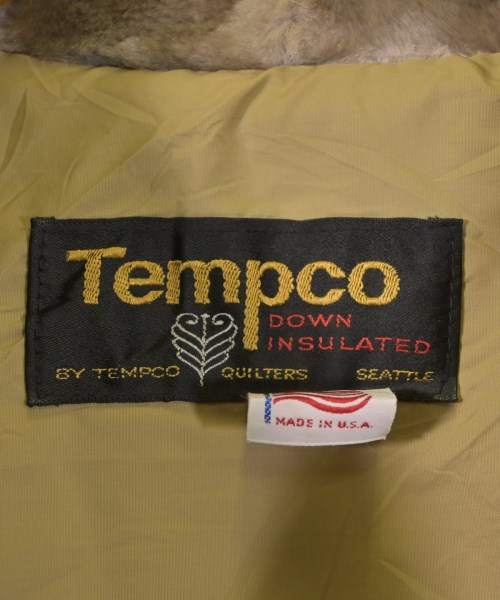 Tempco
DOWN
INSULATED
BY TEMPCO QUILTERS SEATTLE
MADE IN U.S.A.